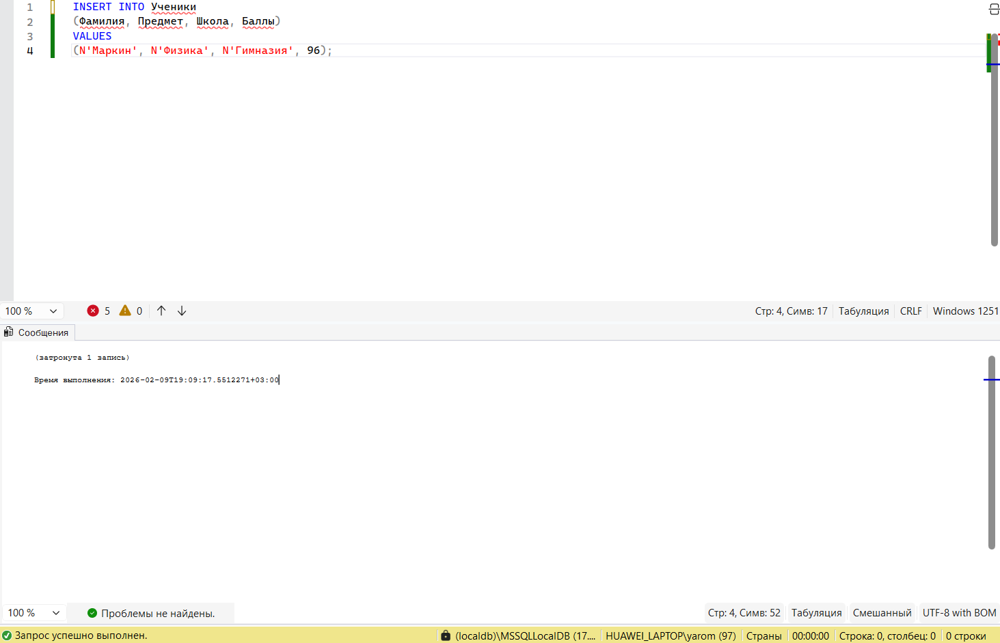 1 INSERT INTO Ученики
2 (Фамилия, Предмет, Школа, Баллы)
3 VALUES
4 (N'Маркин', N'Физика', N'Гимназия', 96);
100 % 5 0 Стр: 4, Симв: 17 Табуляция CRLF Windows 1251
Сообщения
(затронута 1 запись)
Время выполнения: 2026-02-09T19:09:17.5512271+03:00
100 % Проблемы не найдены. Стр: 4, Симв: 52 Табуляция Смешанный UTF-8 with BOM
Запрос успешно выполнен. (localdb)\MSSQLLocalDB (17.... HUAWEI_LAPTOP\yarom (97) Страны 00:00:00 Строка: 0, столбец: 0 0 строки